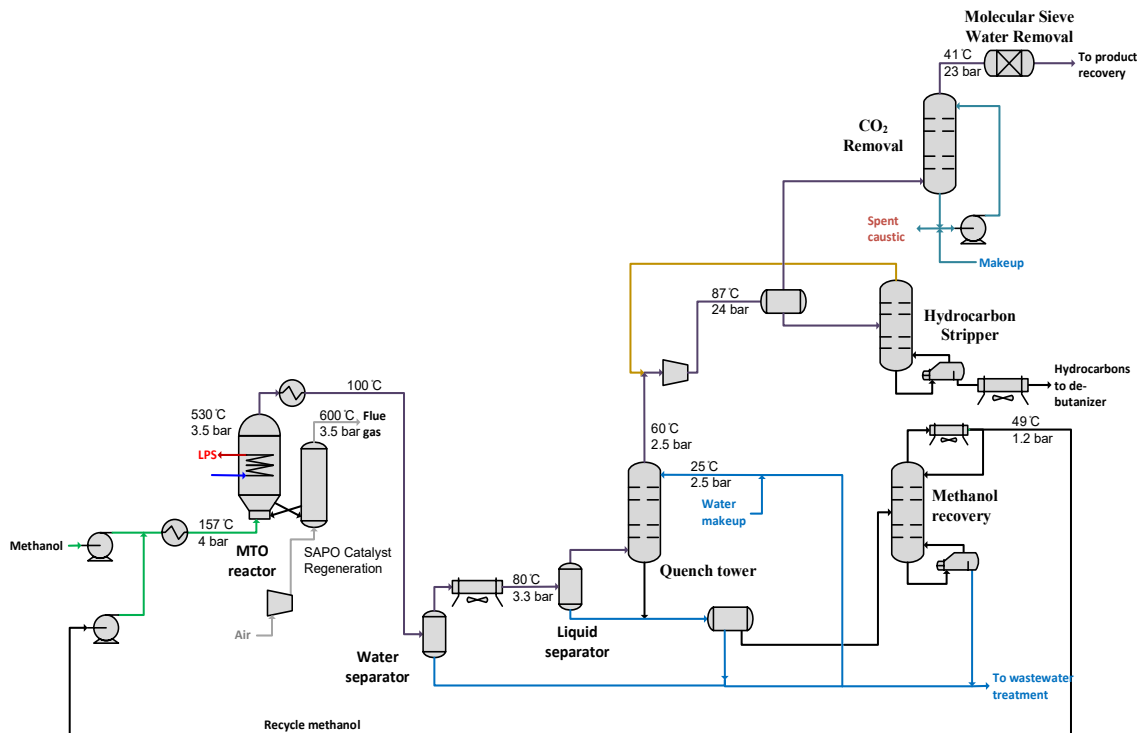 Molecular Sieve
Water Removal
41℃
23 bar
To product
recovery
CO₂
Removal
Spent
caustic
Makeup
87℃
24 bar
Hydrocarbon
Stripper
Hydrocarbons
to de-
butanizer
100℃
530℃
3.5 bar
600℃
3.5 bar
Flue
gas
LPS
60℃
2.5 bar
49℃
1.2 bar
25℃
2.5 bar
Water
makeup
Methanol
recovery
157℃
4 bar
Methanol
MTO
reactor
SAPO Catalyst
Regeneration
Quench tower
80℃
3.3 bar
Air
Liquid
separator
Water
separator
To wastewater
treatment
Recycle methanol